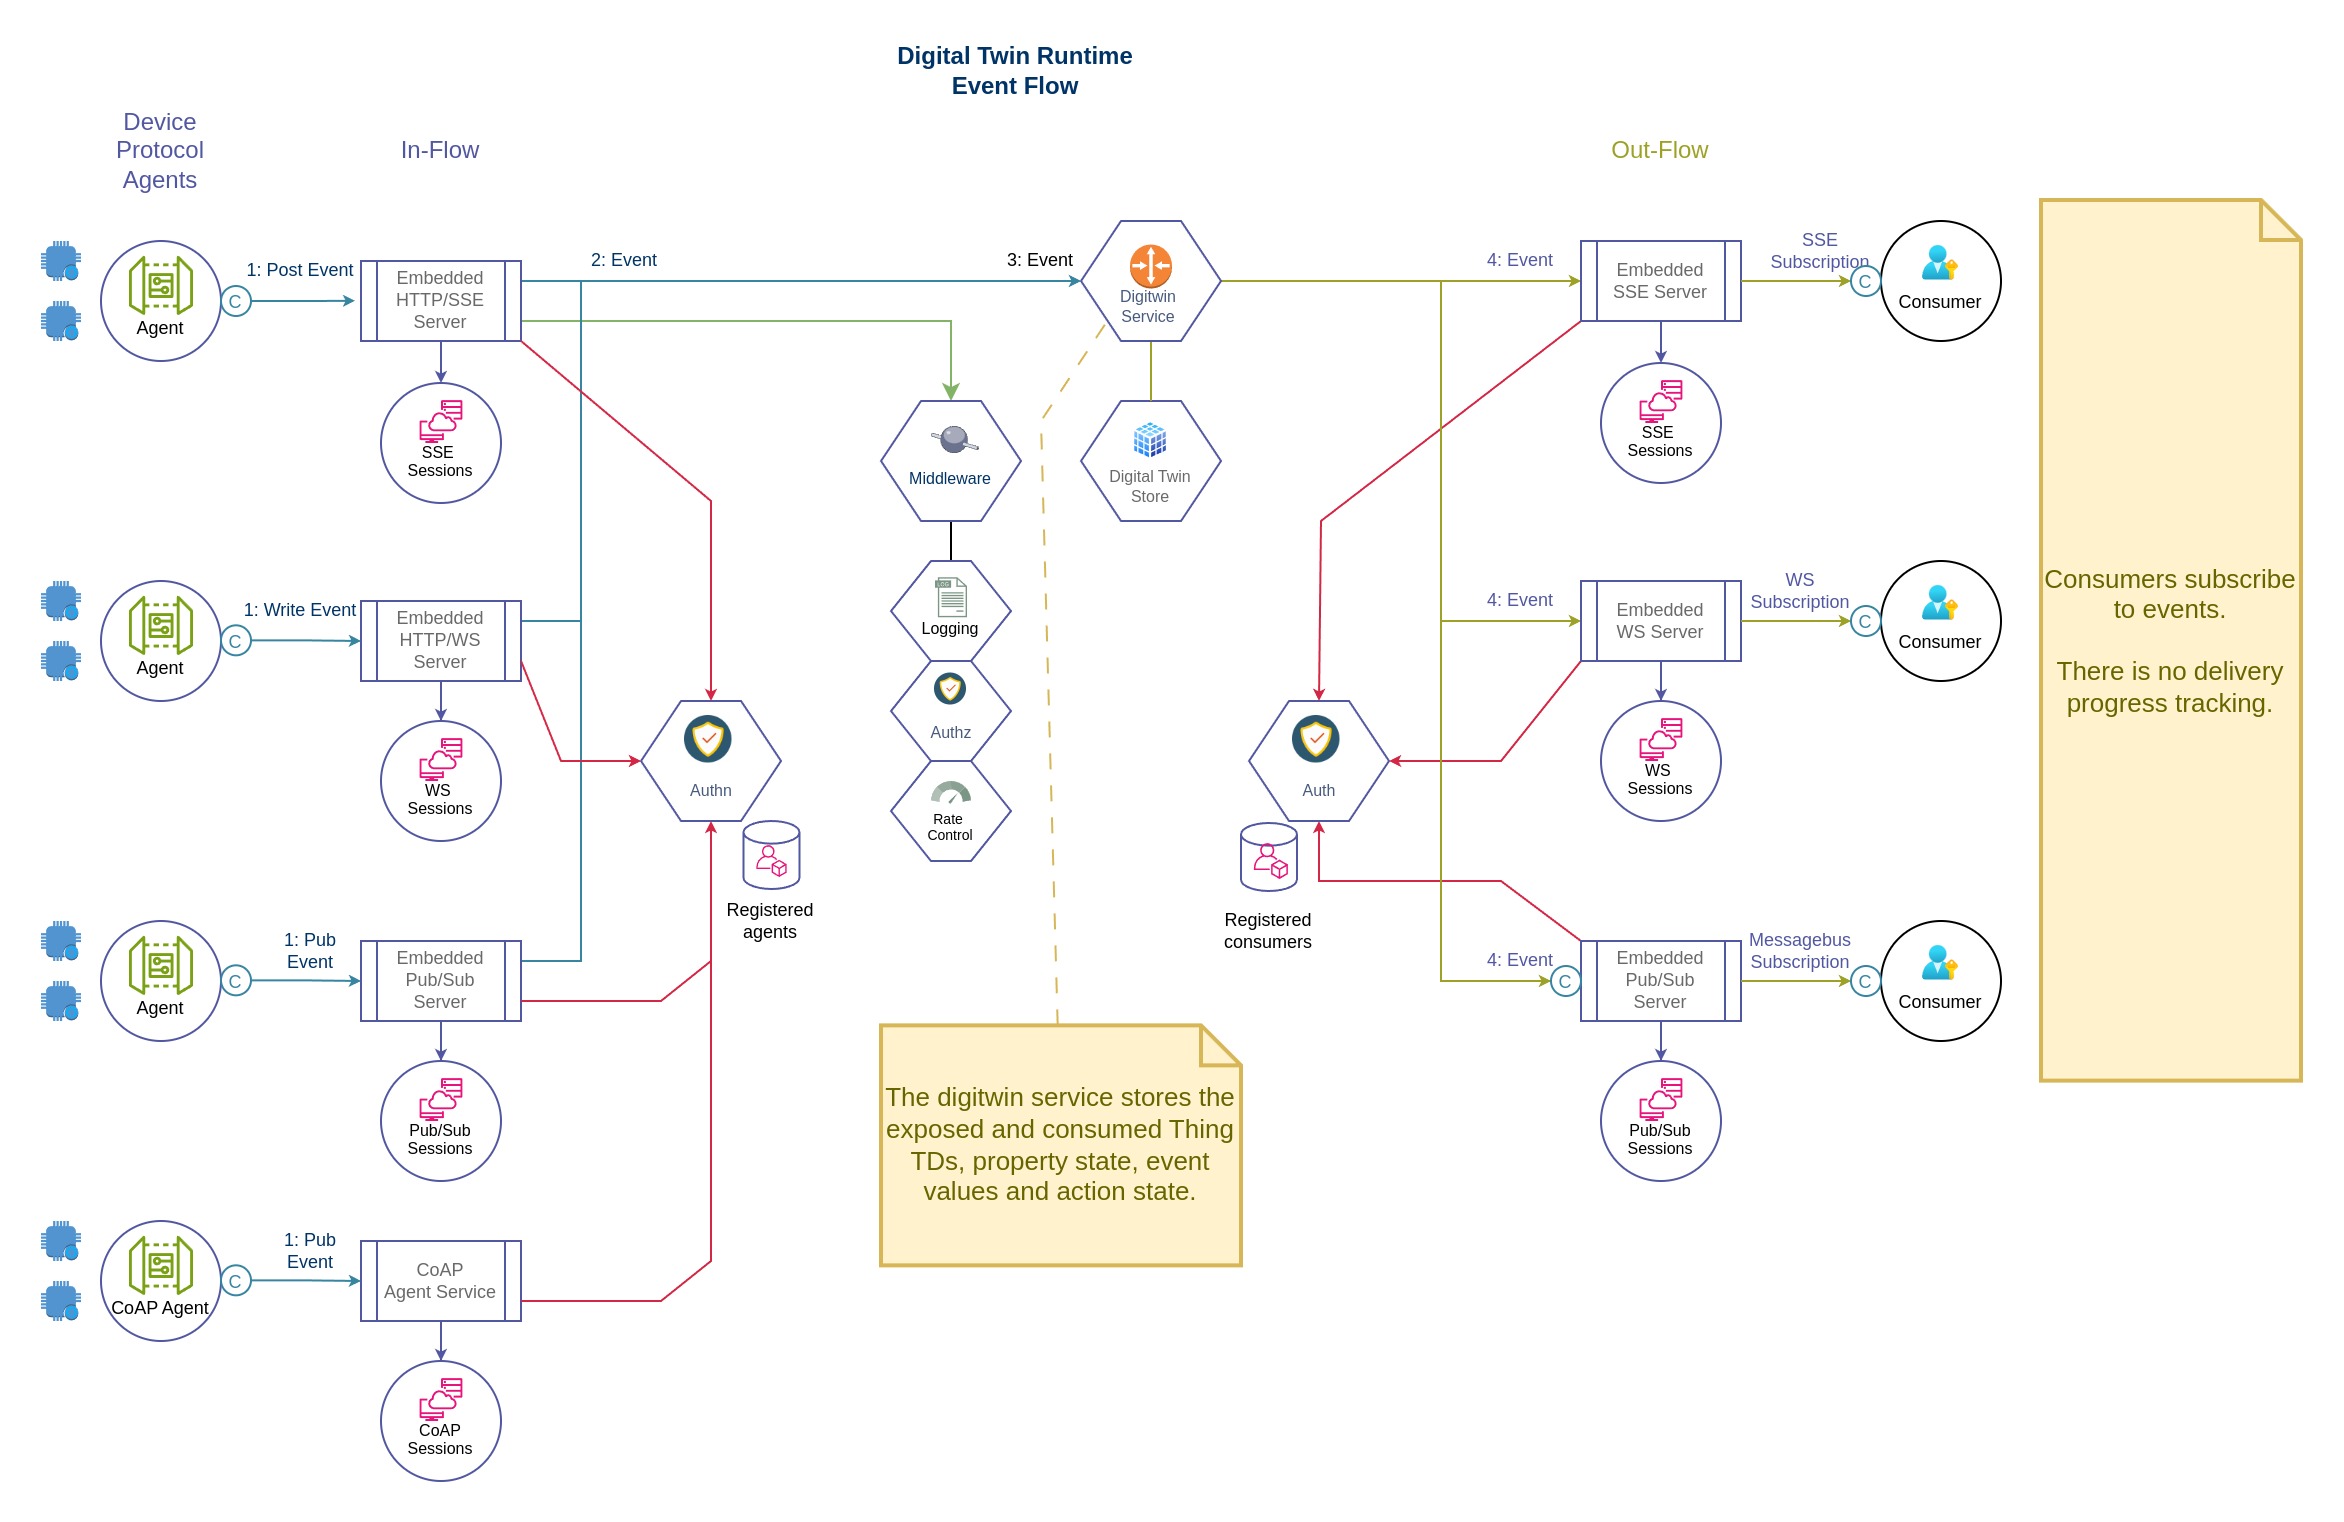 Digital Twin Runtime
Event Flow
Device
Protocol
Agents
In-Flow
Out-Flow
Agent
C
1: Post Event
Embedded
HTTP/SSE
Server
2: Event
3: Event
Digitwin
Service
4: Event
Embedded
SSE Server
SSE
Subscription
C
Consumer
SSE
Sessions
Middleware
Digital Twin
Store
SSE
Sessions
Agent
C
1: Write Event
Embedded
HTTP/WS
Server
WS
Sessions
LOG
Logging
Authz
Rate
Control
Authn
Registered
agents
Auth
Registered
consumers
4: Event
Embedded
WS Server
WS
Subscription
C
Consumer
WS
Sessions
Consumers subscribe
to events.
There is no delivery
progress tracking.
Agent
C
1: Pub
Event
Embedded
Pub/Sub
Server
Pub/Sub
Sessions
4: Event
C
Embedded
Pub/Sub
Server
Messagebus
Subscription
C
Consumer
Pub/Sub
Sessions
The digitwin service stores the
exposed and consumed Thing
TDs, property state, event
values and action state.
CoAP Agent
C
1: Pub
Event
CoAP
Agent Service
CoAP
Sessions